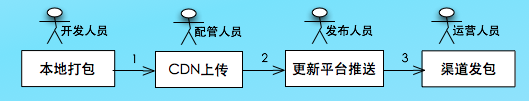 开发人员
配管人员
发布人员
运营人员
1
2
3
本地打包
CDN上传
更新平台推送
渠道发包